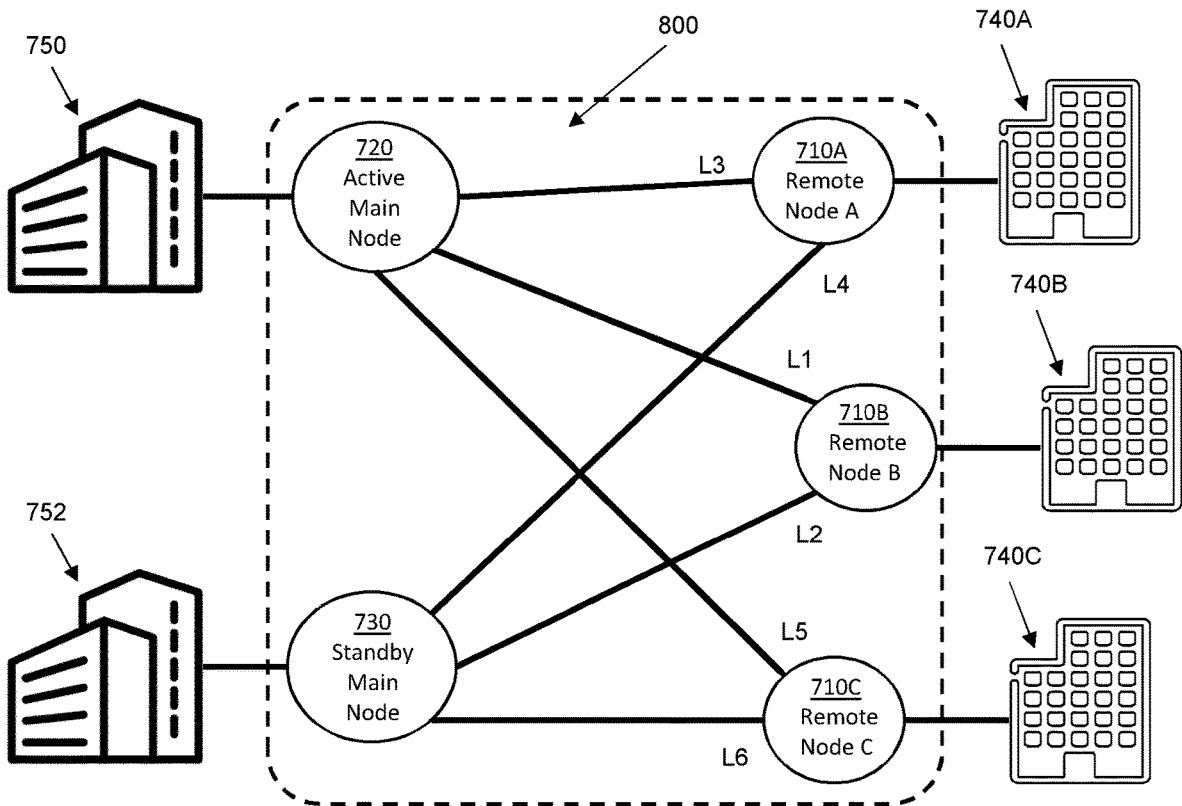 800
740A
750
720
Active
Main
Node
L3
710A
Remote
Node A
L4
740B
L1
710B
Remote
Node B
L2
752
740C
730
Standby
Main
Node
L5
710C
Remote
Node C
L6